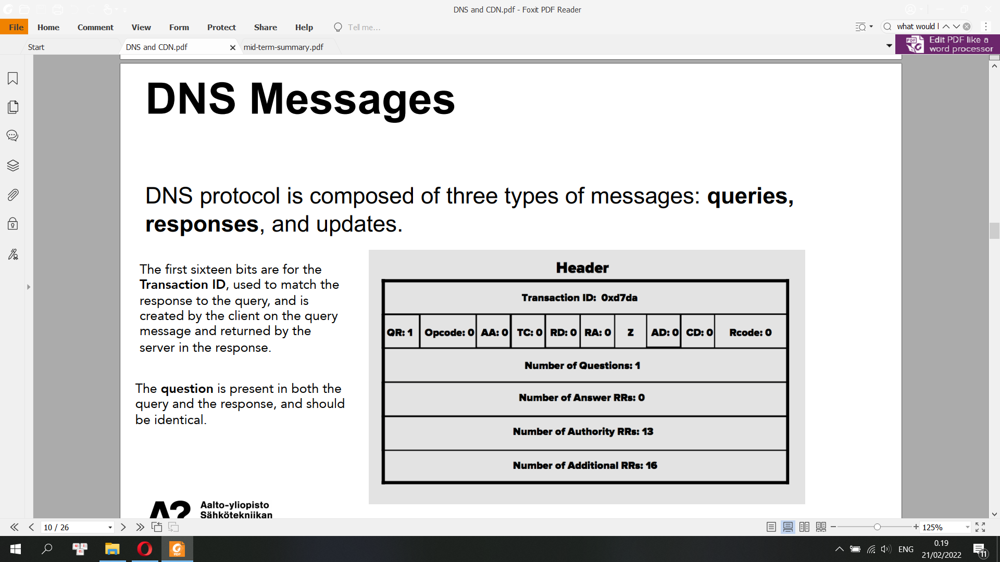 DNS and CDN.pdf - Foxit PDF Reader
File Home Comment View Form Protect Share Help Tell me... what would l
Start DNS and CDN.pdf mid-term-summary.pdf
PDF Edit PDF like a
word processor
DNS Messages
DNS protocol is composed of three types of messages: queries,
responses, and updates.
The first sixteen bits are for the
Transaction ID, used to match the
response to the query, and is
created by the client on the query
message and returned by the
server in the response.
The question is present in both the
query and the response, and should
be identical.
Header
Transaction ID: 0xd7da
QR: 1 Opcode: 0 AA: 0 TC: 0 RD: 0 RA: 0 Z AD: 0 CD: 0 Rcode: 0
Number of Questions: 1
Number of Answer RRs: 0
Number of Authority RRs: 13
Number of Additional RRs: 16
A?
Aalto-yliopisto
Sähkötekniikan
10 / 26
125%
PDF
ENG
0.19
21/02/2022
11